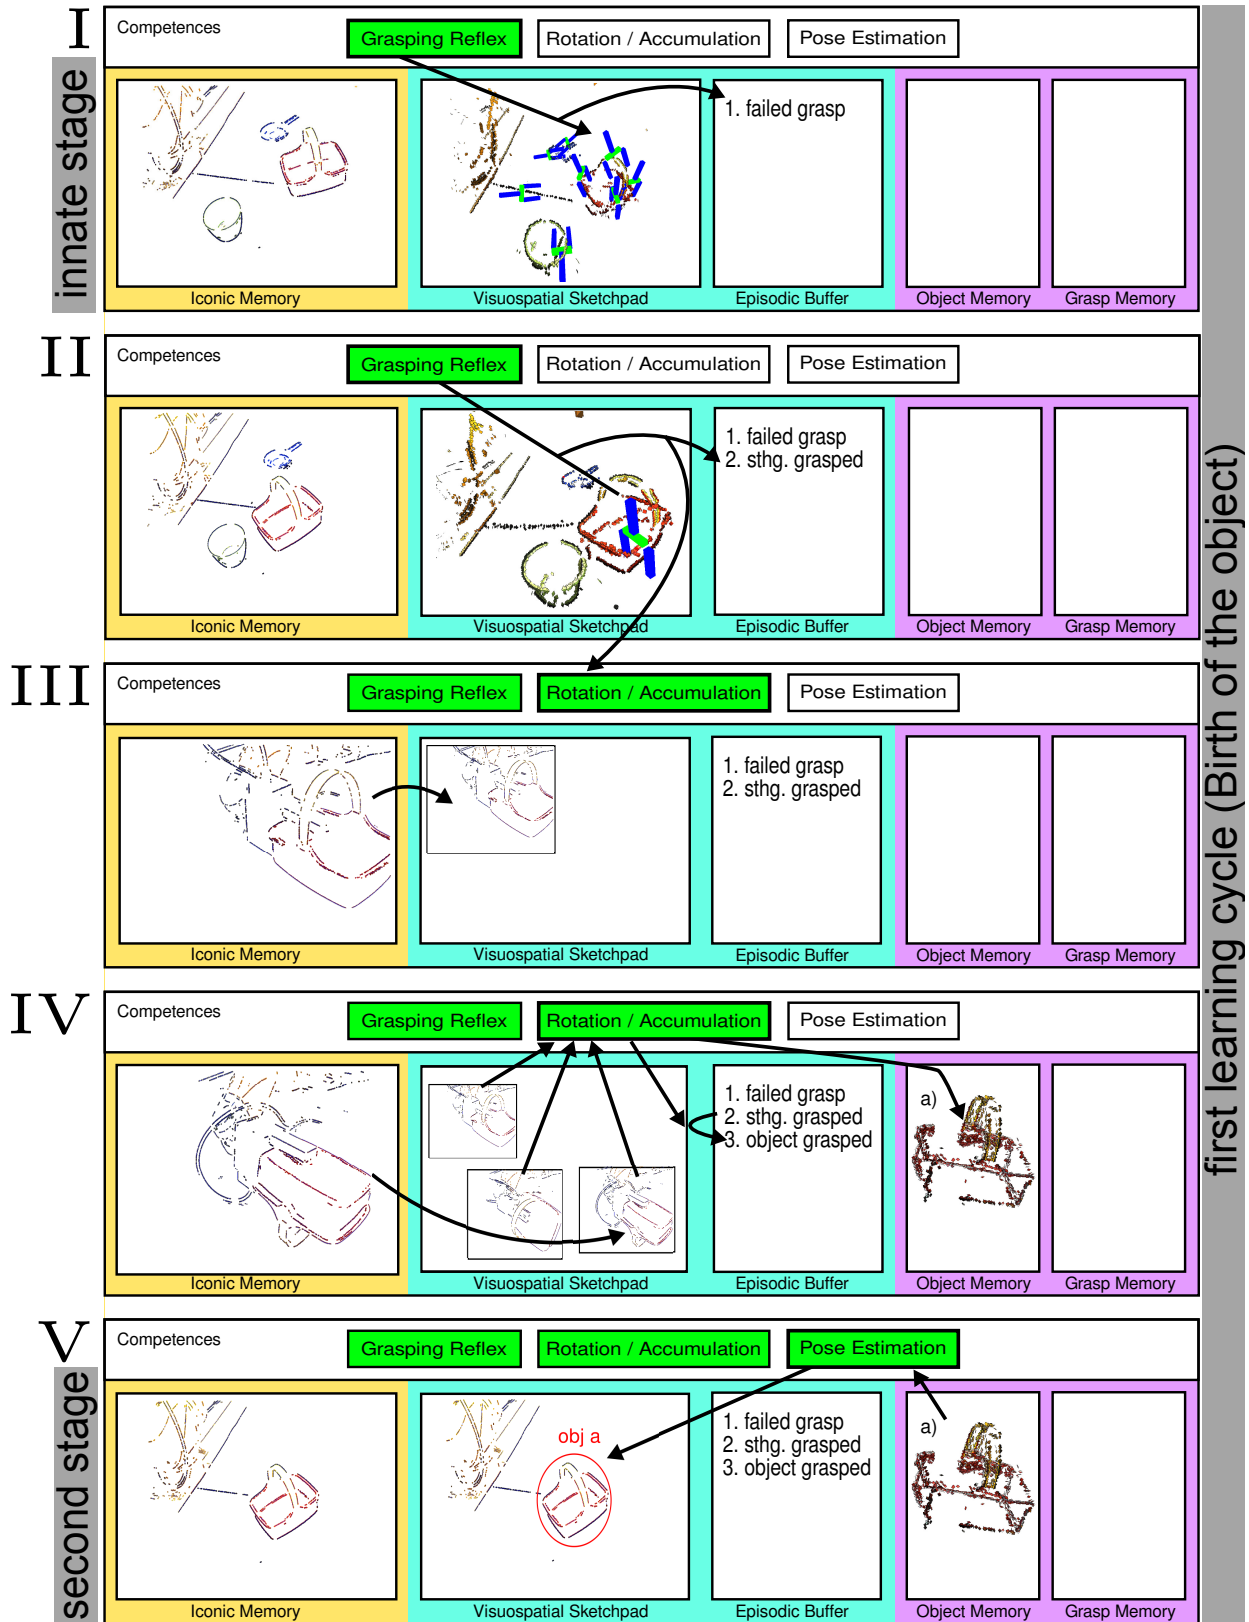 I
innate stage
Competences
Grasping Reflex
Rotation / Accumulation
Pose Estimation
1. failed grasp
Iconic Memory
Visuospatial Sketchpad
Episodic Buffer
Object Memory
Grasp Memory
II
Competences
Grasping Reflex
Rotation / Accumulation
Pose Estimation
1. failed grasp
2. sthg. grasped
Iconic Memory
Visuospatial Sketchpad
Episodic Buffer
Object Memory
Grasp Memory
III
Competences
Grasping Reflex
Rotation / Accumulation
Pose Estimation
1. failed grasp
2. sthg. grasped
Iconic Memory
Visuospatial Sketchpad
Episodic Buffer
Object Memory
Grasp Memory
IV
Competences
Grasping Reflex
Rotation / Accumulation
Pose Estimation
1. failed grasp
2. sthg. grasped
3. object grasped
a)
Iconic Memory
Visuospatial Sketchpad
Episodic Buffer
Object Memory
Grasp Memory
V
second stage
Competences
Grasping Reflex
Rotation / Accumulation
Pose Estimation
obj a
1. failed grasp
2. sthg. grasped
3. object grasped
a)
Iconic Memory
Visuospatial Sketchpad
Episodic Buffer
Object Memory
Grasp Memory
first learning cycle (Birth of the object)